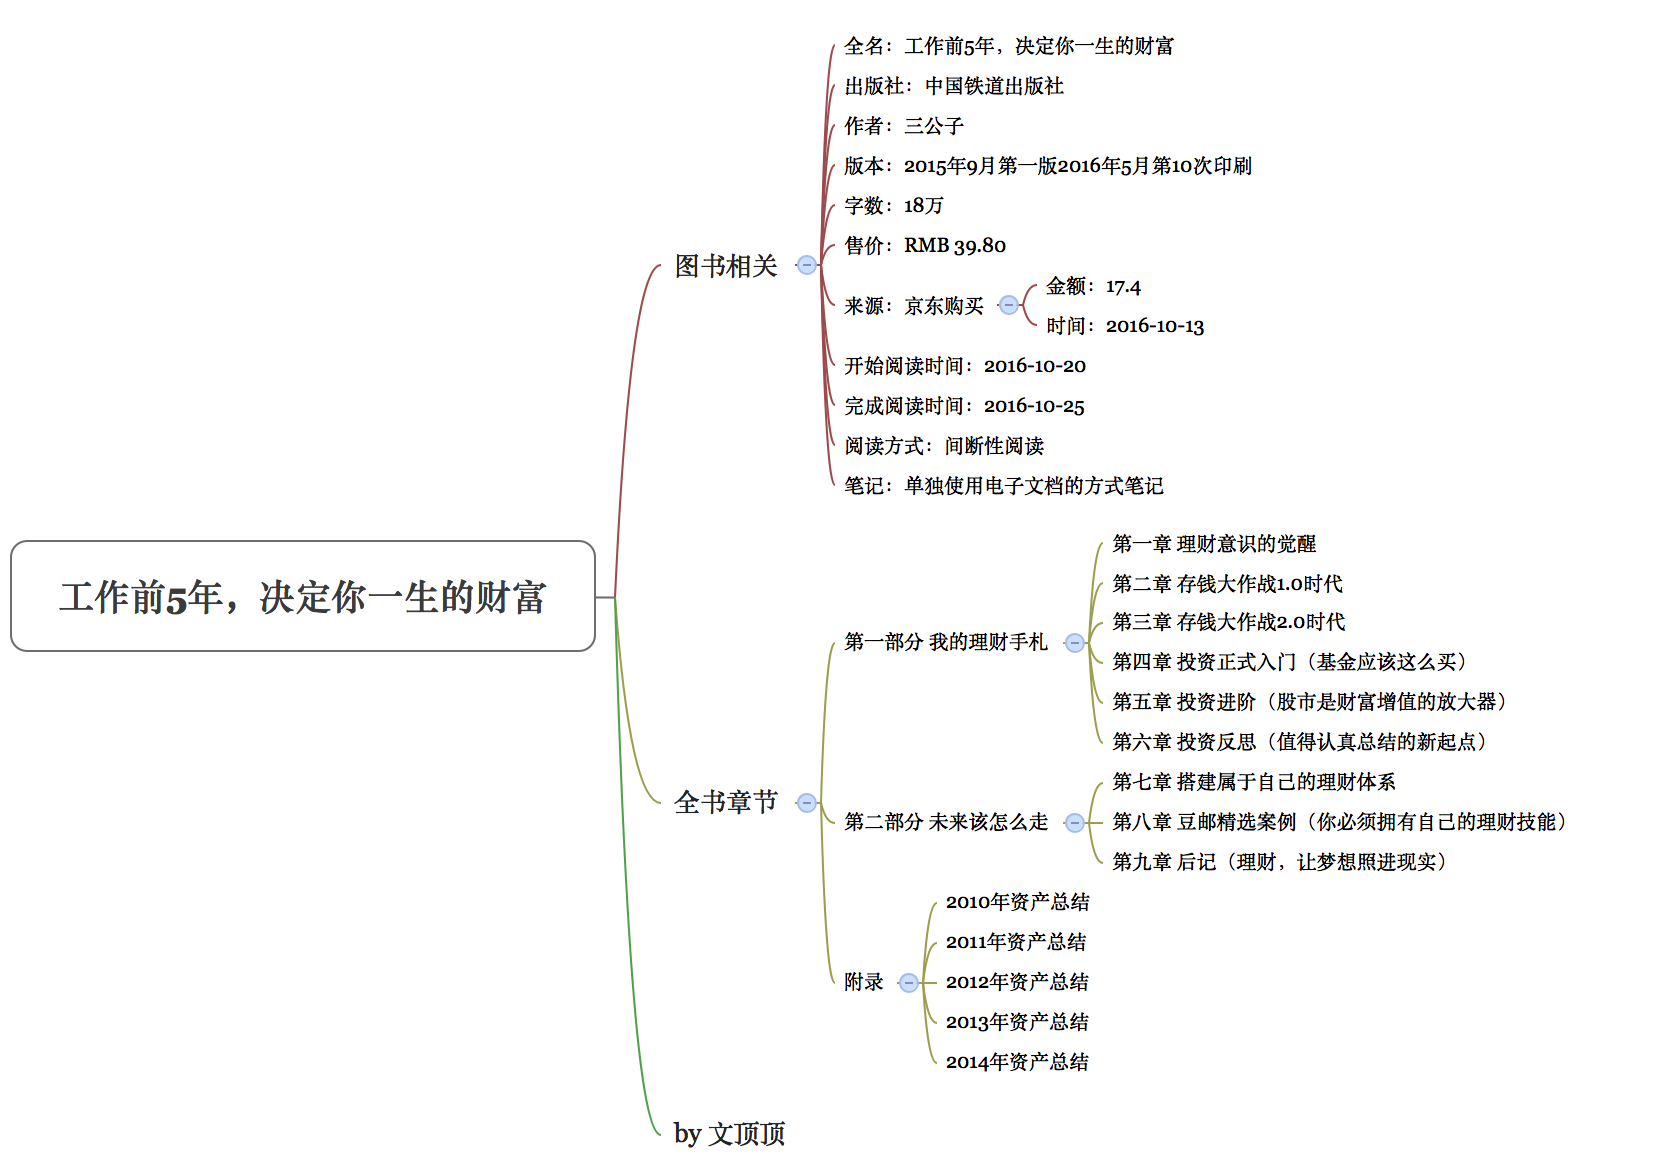 工作前5年，决定你一生的财富
图书相关
全名：工作前5年，决定你一生的财富
出版社：中国铁道出版社
作者：三公子
版本：2015年9月第一版2016年5月第10次印刷
字数：18万
售价：RMB 39.80
来源：京东购买
金额：17.4
时间：2016-10-13
开始阅读时间：2016-10-20
完成阅读时间：2016-10-25
阅读方式：间断性阅读
笔记：单独使用电子文档的方式笔记
全书章节
第一部分 我的理财手札
第一章 理财意识的觉醒
第二章 存钱大作战1.0时代
第三章 存钱大作战2.0时代
第四章 投资正式入门（基金应该这么买）
第五章 投资进阶（股市是财富增值的放大器）
第六章 投资反思（值得认真总结的新起点）
第二部分 未来该怎么走
第七章 搭建属于自己的理财体系
第八章 豆邮精选案例（你必须拥有自己的理财技能）
第九章 后记（理财，让梦想照进现实）
附录
2010年资产总结
2011年资产总结
2012年资产总结
2013年资产总结
2014年资产总结
by 文顶顶